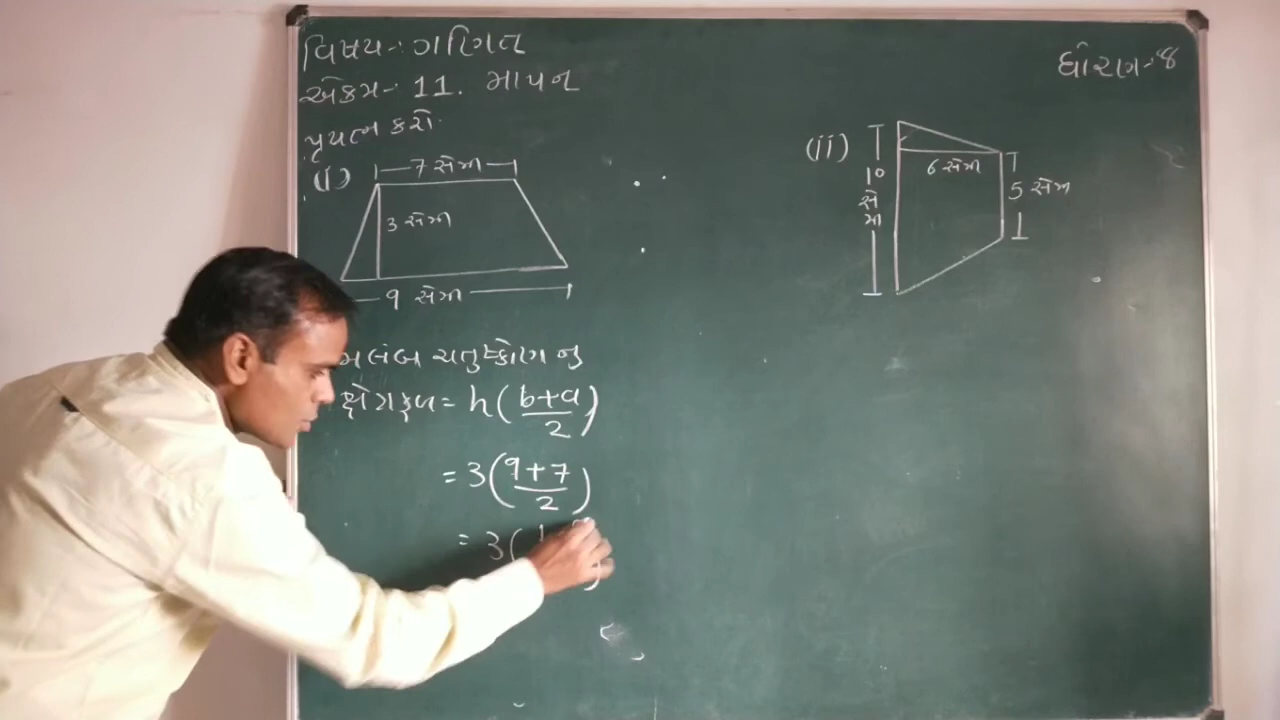 વિષય-: ગણિત
ધોરણ-:8
એકમ-: 11. માપન
પ્રયત્ન કરો.
(i)
7 સેમી
3 સેમી
9 સેમી
(ii)
10 સેમી
6 સેમી
5 સેમી
સમલંબ ચતુષ્કોણ નુ
ક્ષેત્રફળ = h(b+a/2)
= 3(9+7/2)
= 3(